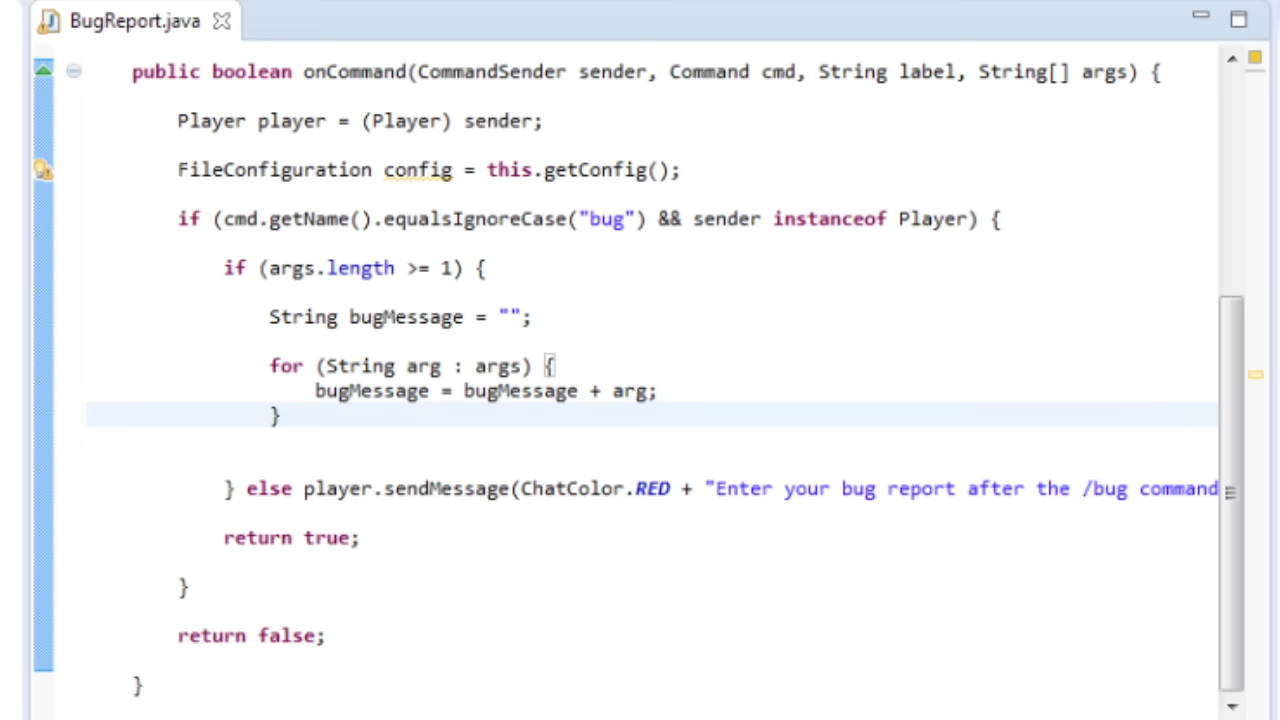 BugReport.java
public boolean onCommand(CommandSender sender, Command cmd, String label, String[] args) {
Player player = (Player) sender;
FileConfiguration config = this.getConfig();
if (cmd.getName().equalsIgnoreCase("bug") && sender instanceof Player) {
if (args.length >= 1) {
String bugMessage = "";
for (String arg : args) {
bugMessage = bugMessage + arg;
}
} else player.sendMessage(ChatColor.RED + "Enter your bug report after the /bug command
return true;
}
return false;
}